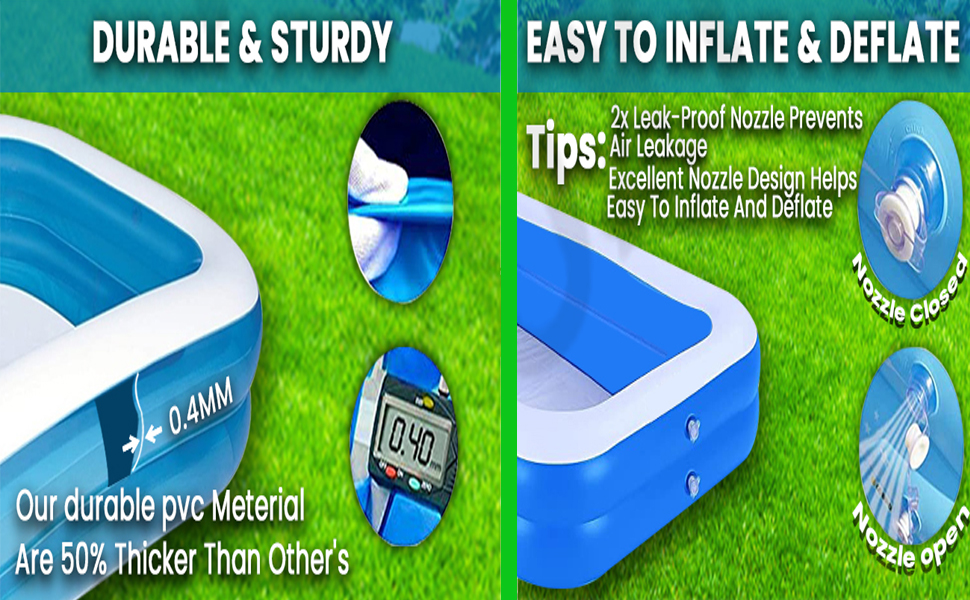 DURABLE & STURDY
0.40
0.4MM
Our durable pvc Meterial
Are 50% Thicker Than Other's
EASY TO INFLATE & DEFLATE
Tips:
2x Leak-Proof Nozzle Prevents
Air Leakage
Excellent Nozzle Design Helps
Easy To Inflate And Deflate
Nozzle Closed
Nozzle open